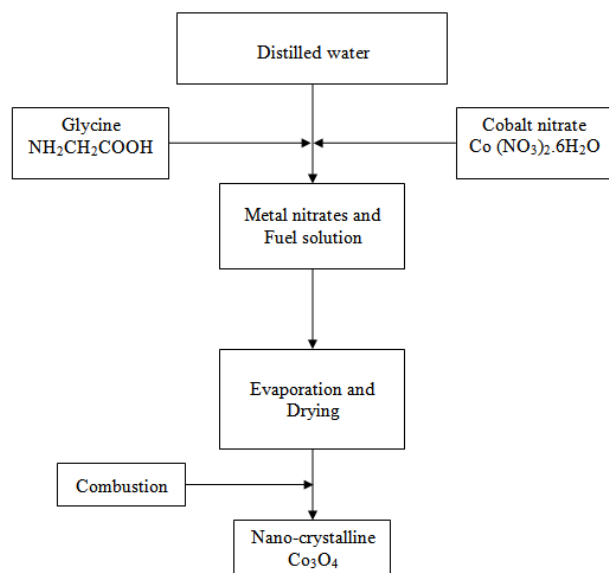 Distilled water
Glycine
NH₂CH₂COOH
Cobalt nitrate
Co (NO₃)₂.6H₂O
Metal nitrates and
Fuel solution
Evaporation and
Drying
Combustion
Nano-crystalline
Co₃O₄